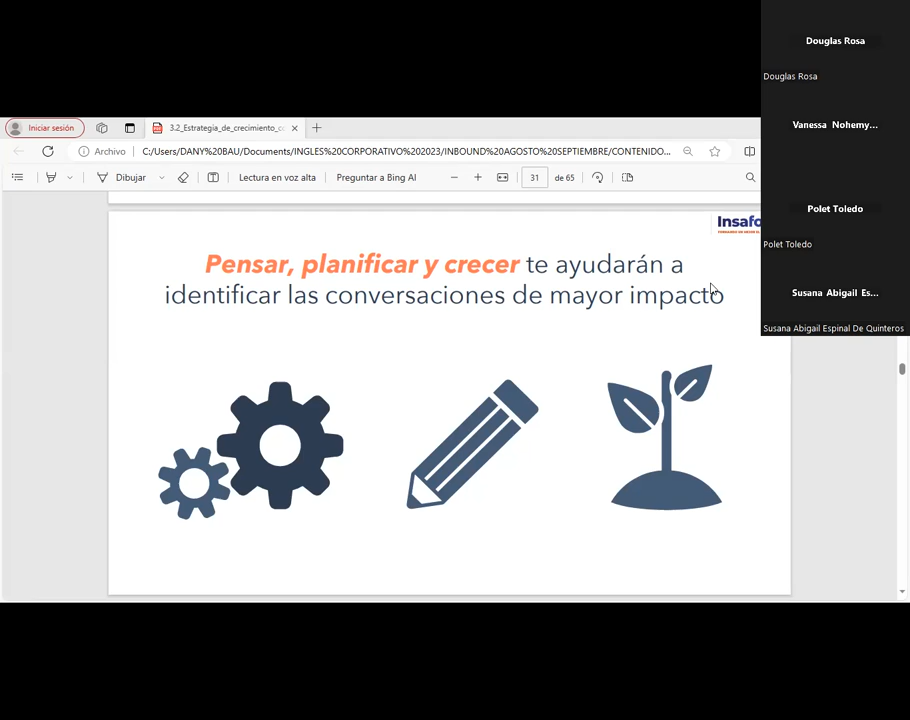 Douglas Rosa
Douglas Rosa
Vanessa Nohemy...
Polet Toledo
Polet Toledo
Susana Abigail Es...
Susana Abigail Espinal De Quinteros
Iniciar sesión
3.2_Estrategia_de_crecimiento_co
Archivo
C:/Users/DANY%20BAU/Documents/INGLES%20CORPORATIVO%202023/INBOUND%20AGOSTO%20SEPTIEMBRE/CONTENIDO...
Dibujar
Lectura en voz alta
Preguntar a Bing AI
31
de 65
Insafo
Pensar, planificar y crecer te ayudarán a
identificar las conversaciones de mayor impacto